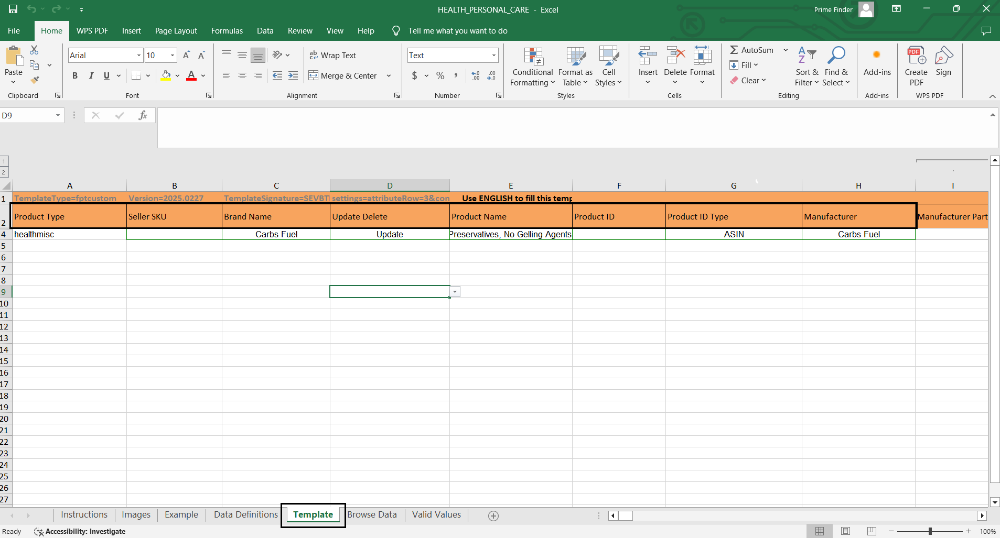 HEALTH_PERSONAL_CARE - Excel
Prime Finder
File Home WPS PDF Insert Page Layout Formulas Data Review View Help Tell me what you want to do
Paste
Arial 10
Wrap Text
Text
Conditional Formatting
Format as Table
Cell Styles
Insert
Delete
Format
AutoSum
Fill
Clear
Sort & Filter
Find & Select
Add-ins
Create PDF
Sign
B I U A
Merge & Center
$ % ,
Clipboard Font Alignment Number Styles Cells Editing Add-ins WPS PDF
D9 fx
1
2
A B C D E F G H I
1 TemplateType=fptcustom Version=2025.0227 TemplateSignature=SEVBT settings=attributeRow=3&con Use ENGLISH to fill this temp
2 Product Type Seller SKU Brand Name Update Delete Product Name Product ID Product ID Type Manufacturer Manufacturer Part
4 healthmisc Carbs Fuel Update Preservatives, No Gelling Agents ASIN Carbs Fuel
5
6
7
8
9
10
11
12
13
14
15
16
17
18
19
20
21
22
23
24
25
26
27
Instructions Images Example Data Definitions Template Browse Data Valid Values
Ready Accessibility: Investigate 100%